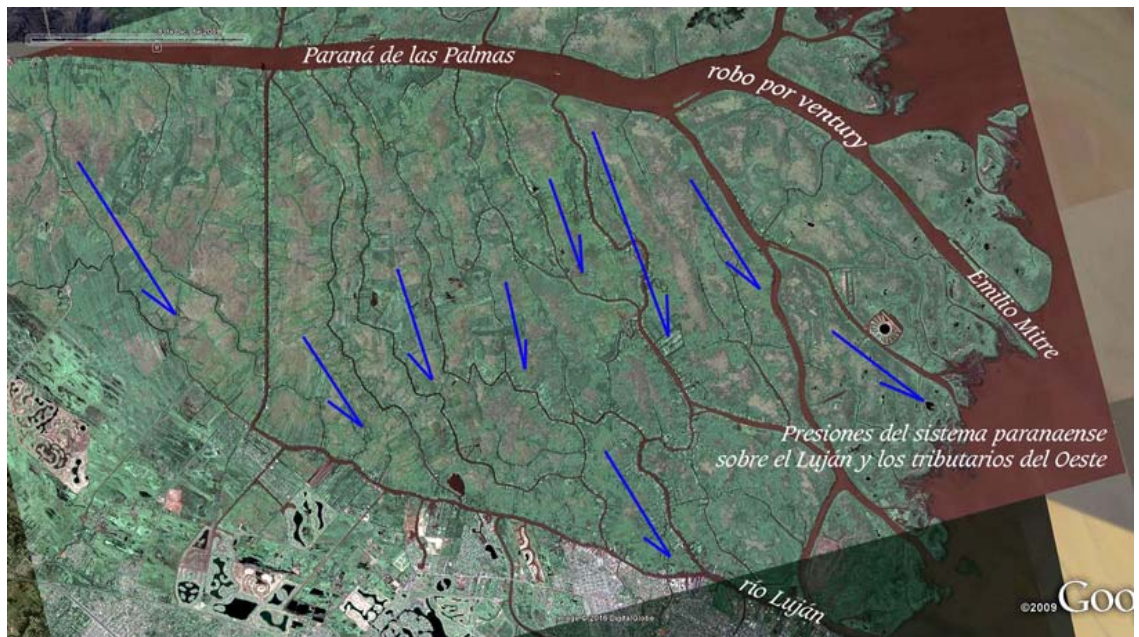 Paraná de las Palmas
robo por ventury
Emilio Mitre
Presiones del sistema paranaense
sobre el Luján y los tributarios del Oeste
río Luján
©2009 Goo